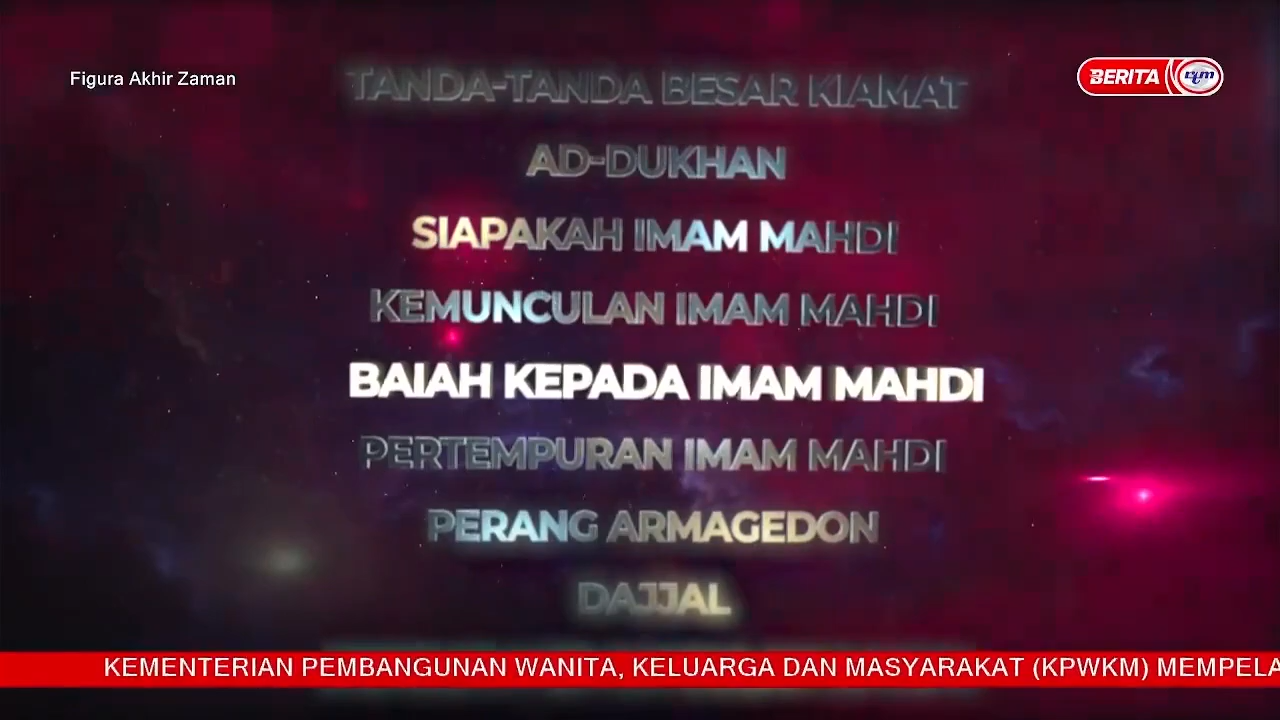 Figura Akhir Zaman
BERITA rtm
TANDA-TANDA BESAR KIAMAT
AD-DUKHAN
SIAPAKAH IMAM MAHDI
KEMUNCULAN IMAM MAHDI
BAIAH KEPADA IMAM MAHDI
PERTEMPURAN IMAM MAHDI
PERANG ARMAGEDON
DAJJAL
KEMENTERIAN PEMBANGUNAN WANITA, KELUARGA DAN MASYARAKAT (KPWKM) MEMPELA